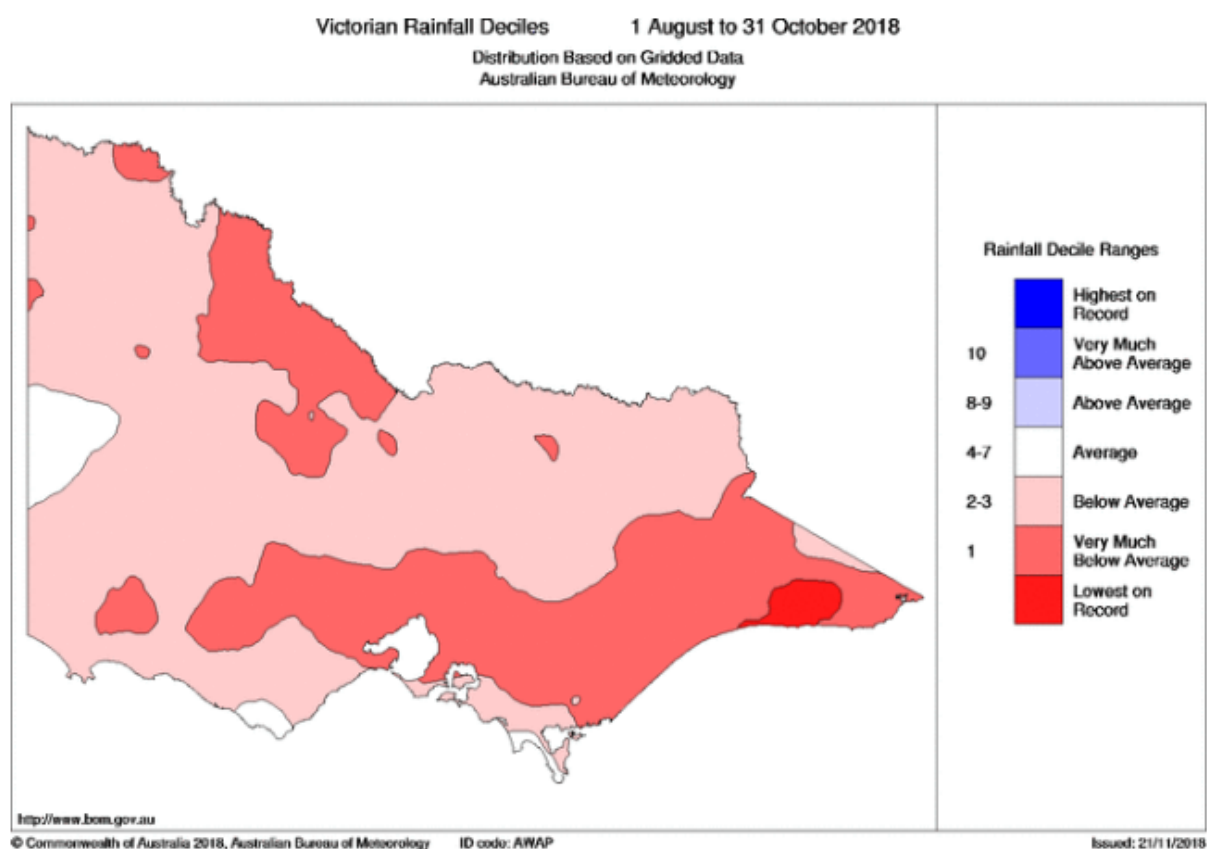 Victorian Rainfall Deciles 1 August to 31 October 2018
Distribution Based on Gridded Data
Australian Bureau of Meteorology
Rainfall Decile Ranges
Highest on
Record
10 Very Much
Above Average
8-9 Above Average
4-7 Average
2-3 Below Average
1 Very Much
Below Average
Lowest on
Record
http://www.bom.gov.au
© Commonwealth of Australia 2018, Australian Bureau of Meteorology ID code: AWAP Issued: 21/11/2018